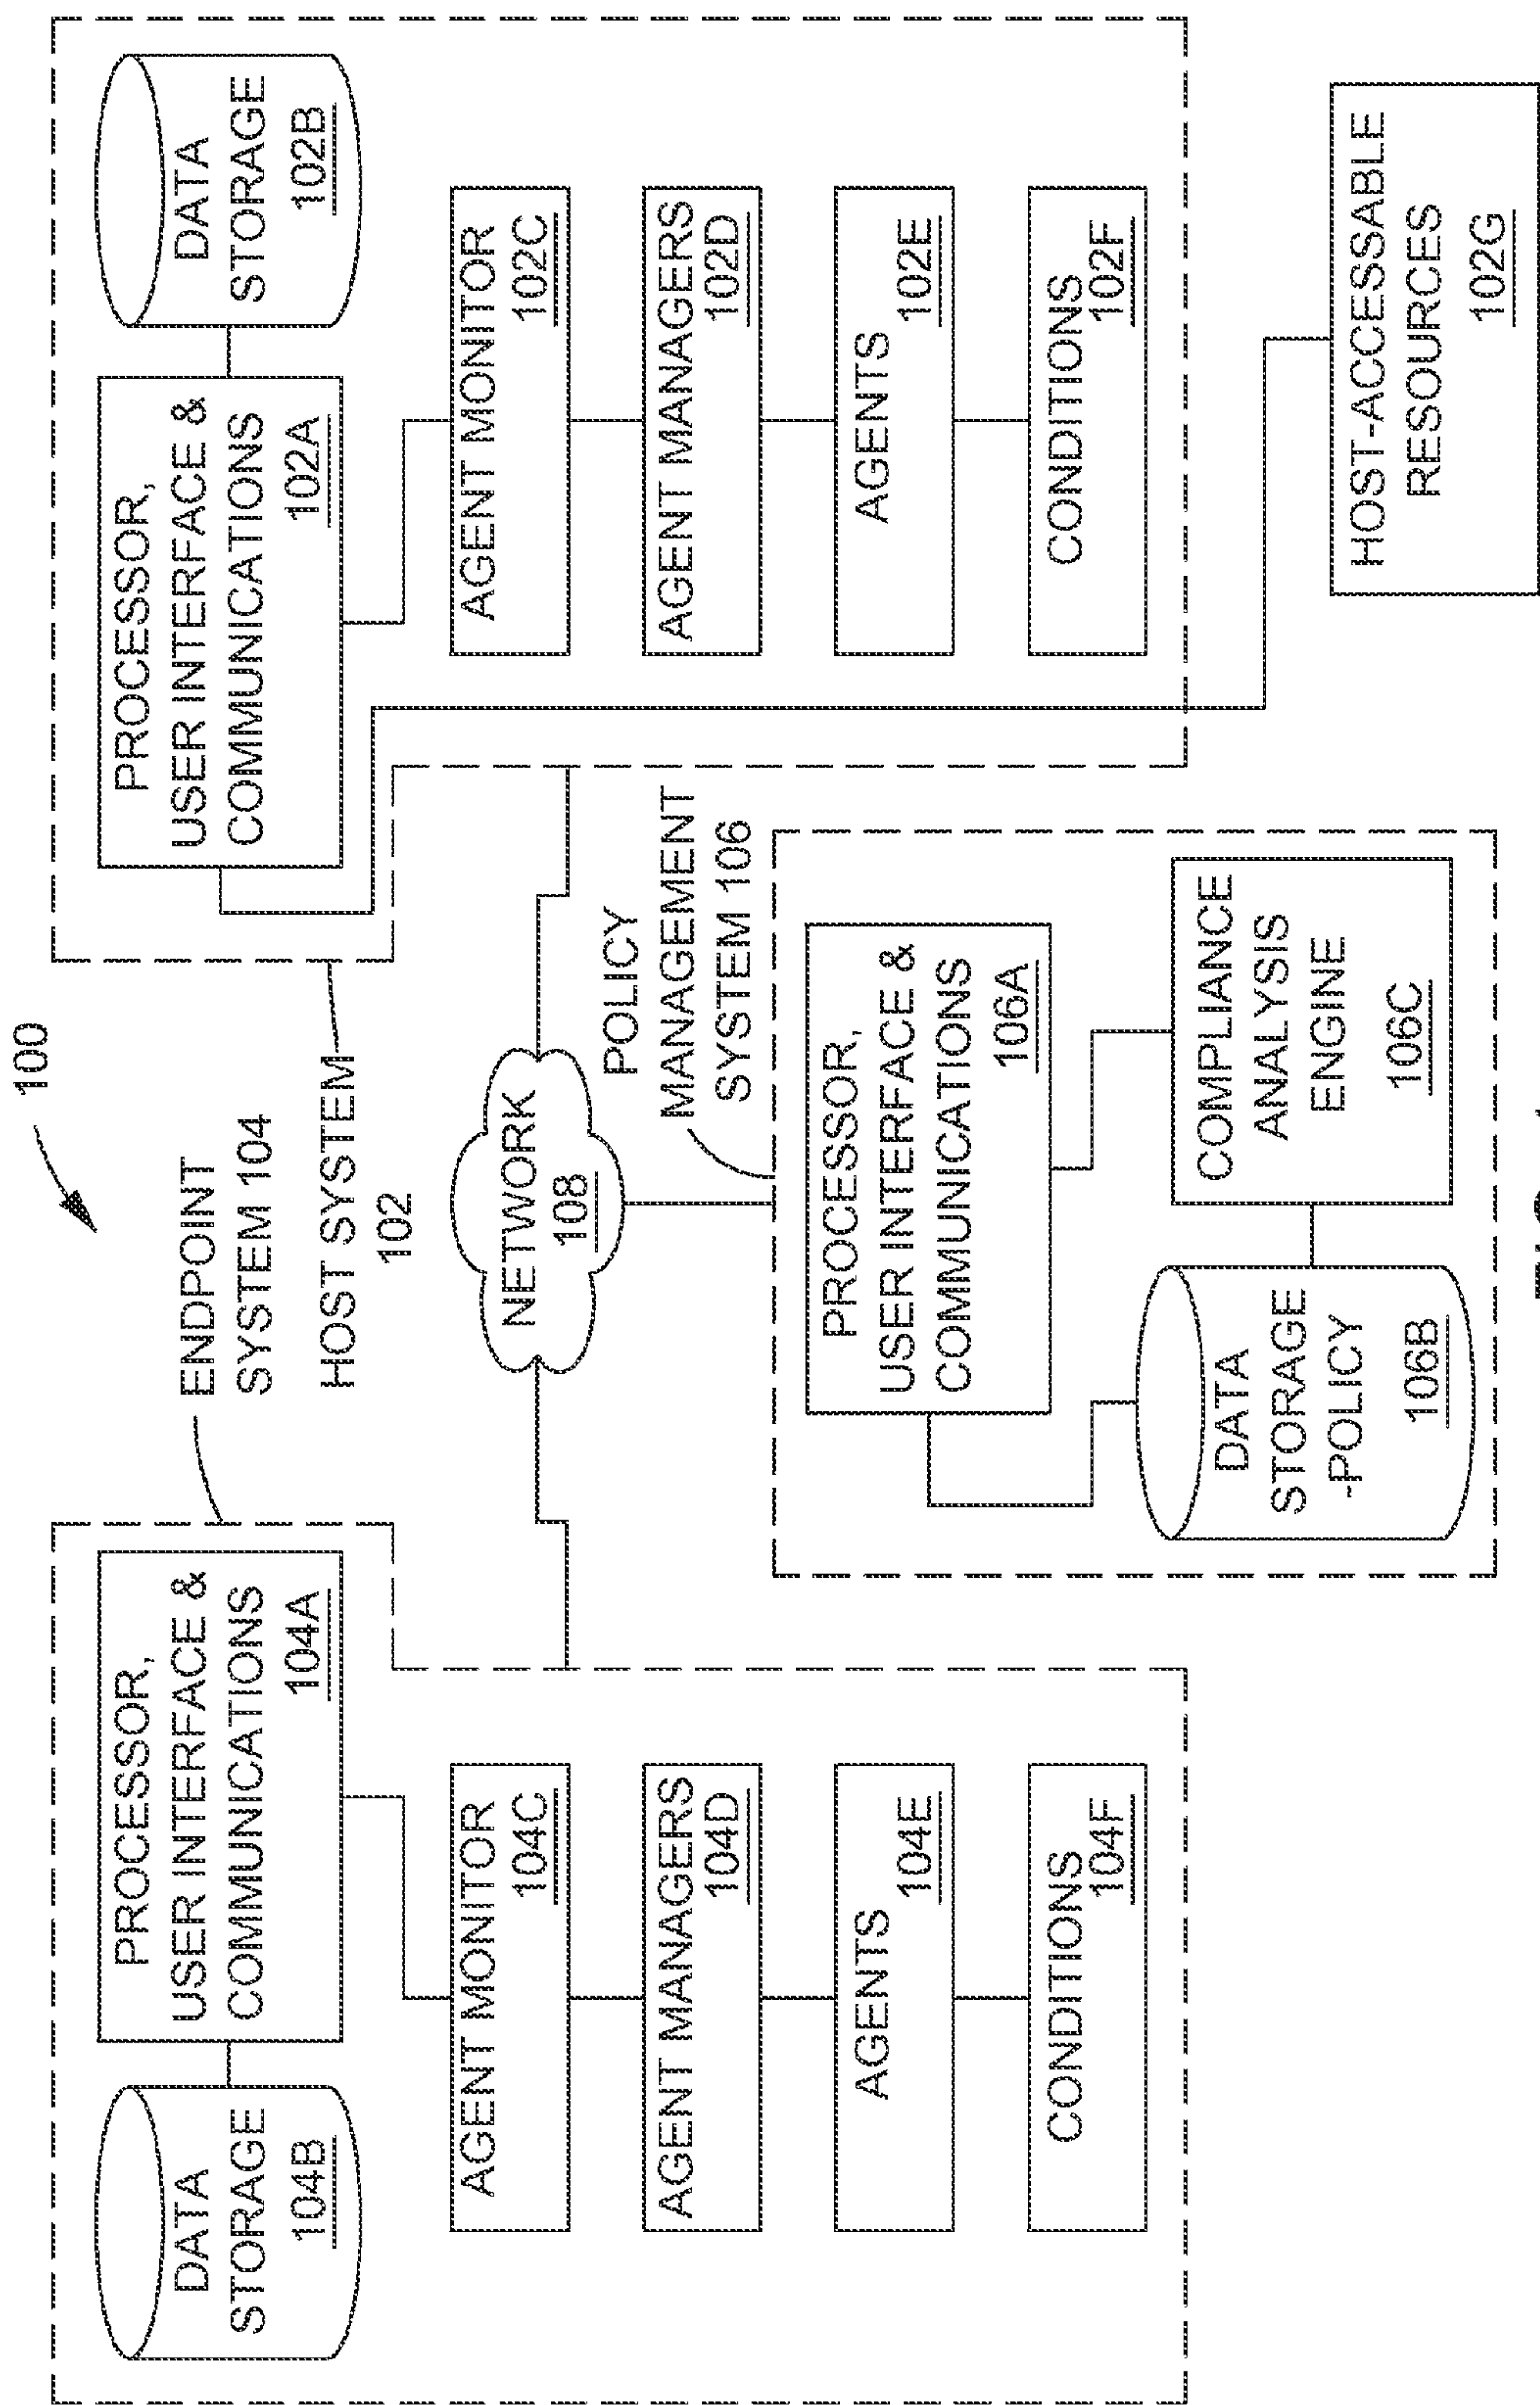 100
ENDPOINT
SYSTEM 104
HOST SYSTEM
102
DATA
STORAGE
104B
PROCESSOR,
USER INTERFACE &
COMMUNICATIONS
104A
AGENT MONITOR
104C
AGENT MANAGERS
104D
AGENTS
104E
CONDITIONS
104F
NETWORK
108
PROCESSOR,
USER INTERFACE &
COMMUNICATIONS
102A
DATA
STORAGE
102B
AGENT MONITOR
102C
AGENT MANAGERS
102D
AGENTS
102E
CONDITIONS
102F
HOST-ACCESSABLE
RESOURCES
102G
POLICY
MANAGEMENT
SYSTEM 106
PROCESSOR,
USER INTERFACE &
COMMUNICATIONS
106A
DATA
STORAGE
-POLICY
106B
COMPLIANCE
ANALYSIS
ENGINE
106C